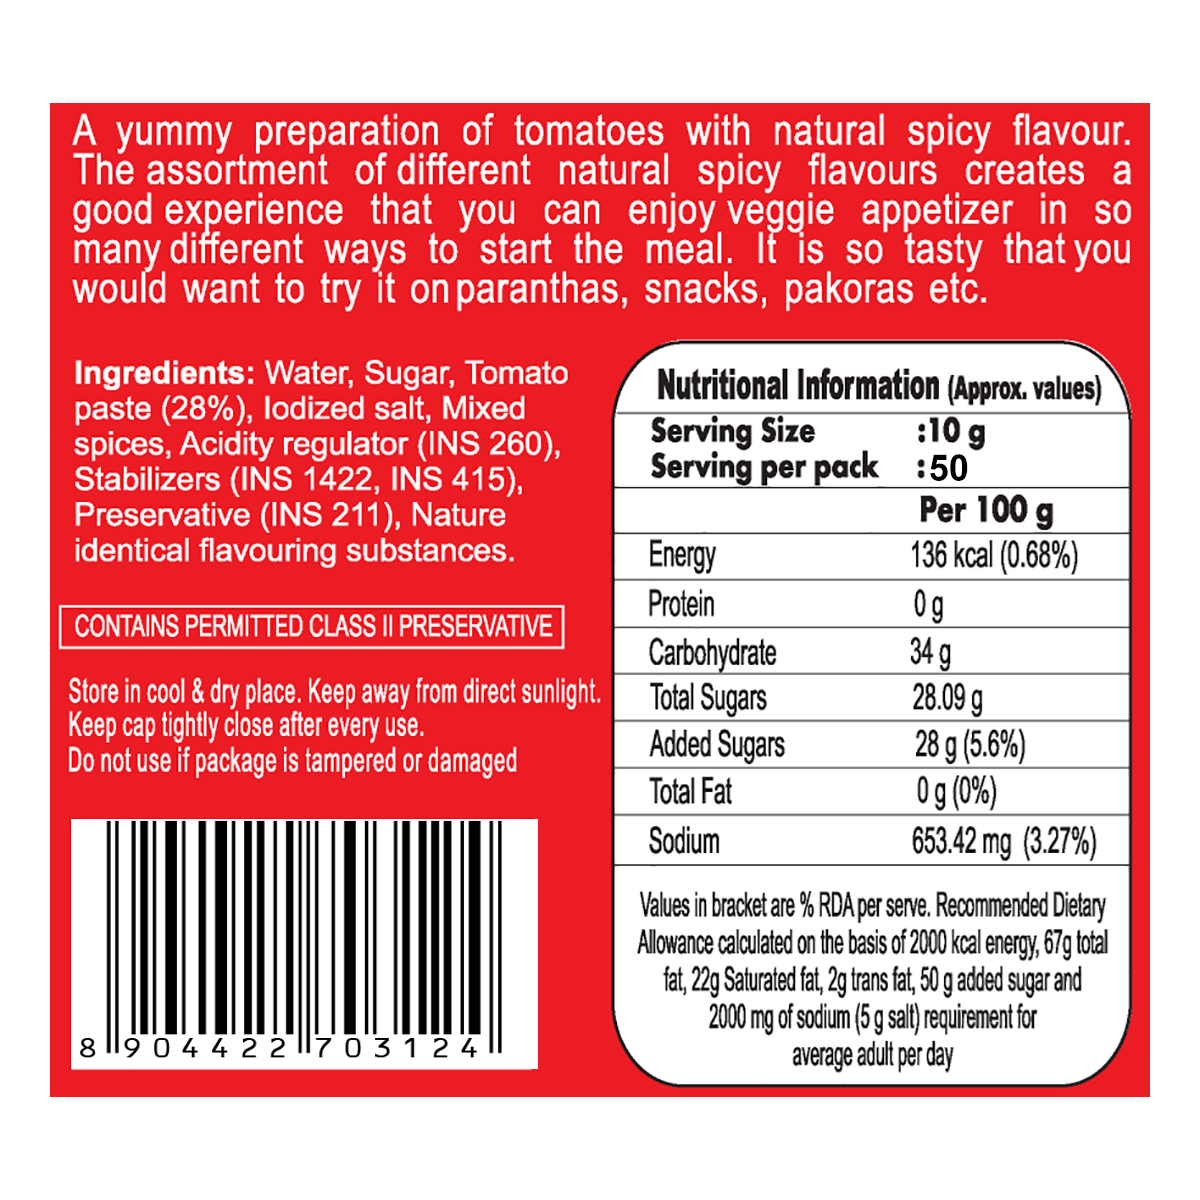 A yummy preparation of tomatoes with natural spicy flavour.
The assortment of different natural spicy flavours creates a
good experience that you can enjoy veggie appetizer in so
many different ways to start the meal. It is so tasty that you
would want to try it on paranthas, snacks, pakoras etc.
Ingredients: Water, Sugar, Tomato
paste (28%), Iodized salt, Mixed
spices, Acidity regulator (INS 260),
Stabilizers (INS 1422, INS 415),
Preservative (INS 211), Nature
identical flavouring substances.
CONTAINS PERMITTED CLASS II PRESERVATIVE
Store in cool & dry place. Keep away from direct sunlight.
Keep cap tightly close after every use.
Do not use if package is tampered or damaged
8 904422 703124
Nutritional Information (Approx. values)
Serving Size :10 g
Serving per pack :50
Per 100 g
Energy 136 kcal (0.68%)
Protein 0 g
Carbohydrate 34 g
Total Sugars 28.09 g
Added Sugars 28 g (5.6%)
Total Fat 0 g (0%)
Sodium 653.42 mg (3.27%)
Values in bracket are % RDA per serve. Recommended Dietary
Allowance calculated on the basis of 2000 kcal energy, 67g total
fat, 22g Saturated fat, 2g trans fat, 50 g added sugar and
2000 mg of sodium (5 g salt) requirement for
average adult per day